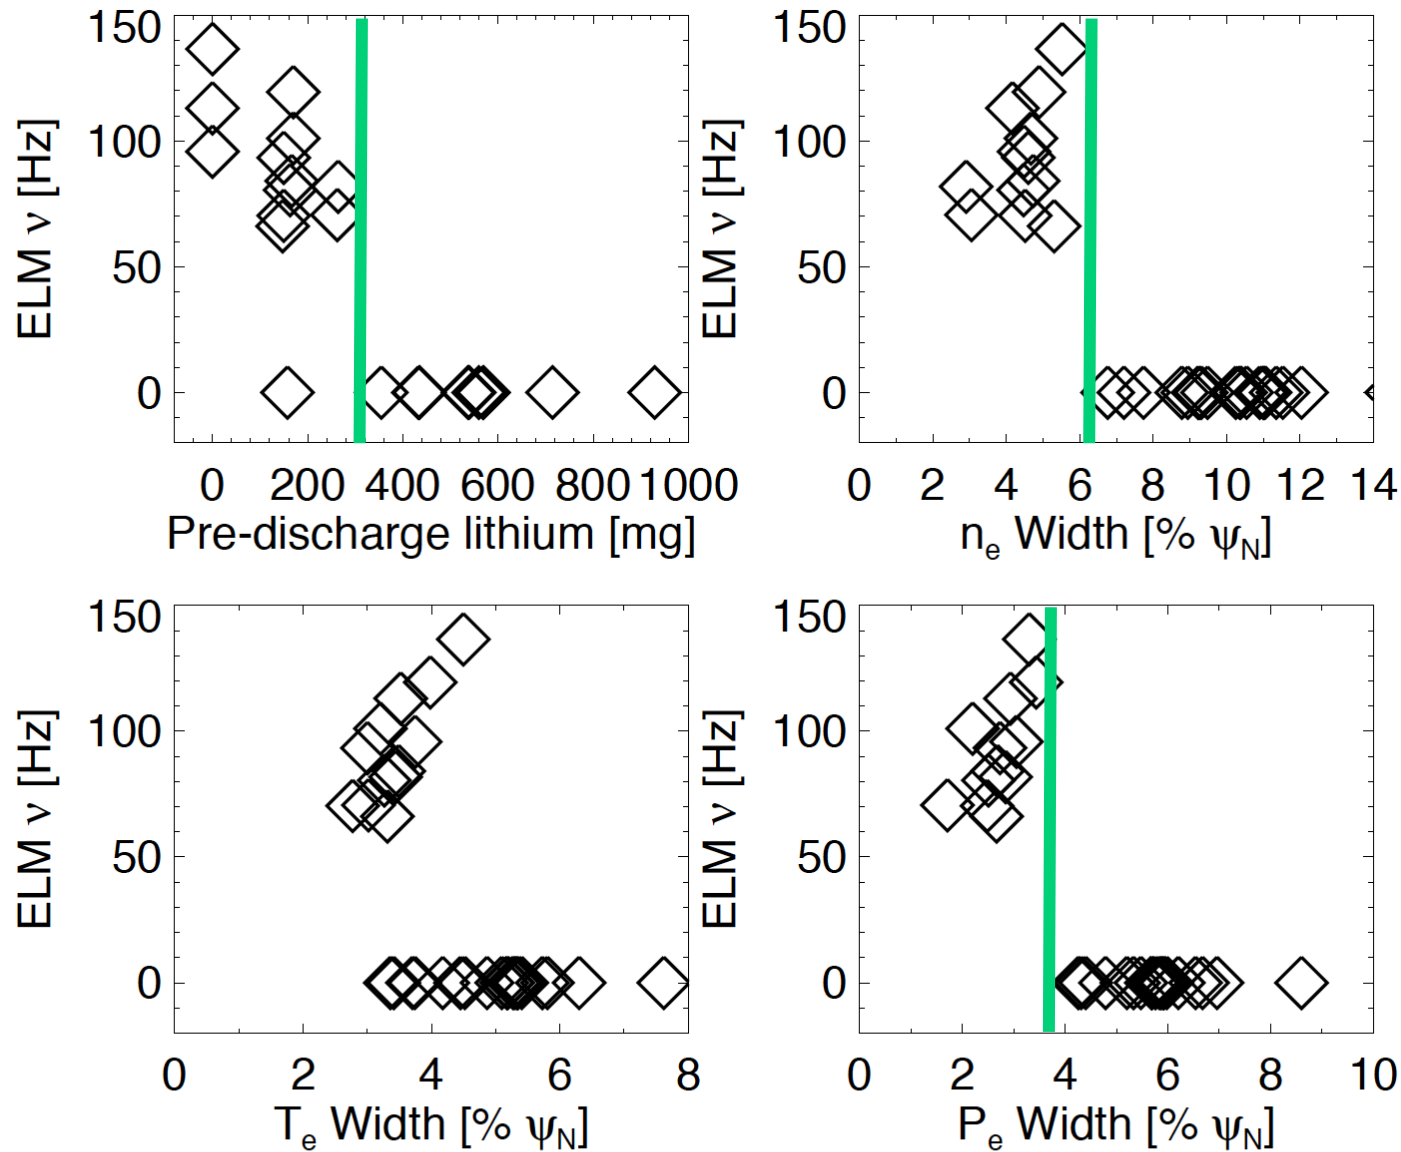 150
100
50
0
ELM ν [Hz]
0 200 400 600 800 1000
Pre-discharge lithium [mg]
150
100
50
0
ELM ν [Hz]
0 2 4 6 8 10 12 14
nₑ Width [% ψ_N]
150
100
50
0
ELM ν [Hz]
0 2 4 6 8
Tₑ Width [% ψ_N]
150
100
50
0
ELM ν [Hz]
0 2 4 6 8 10
Pₑ Width [% ψ_N]